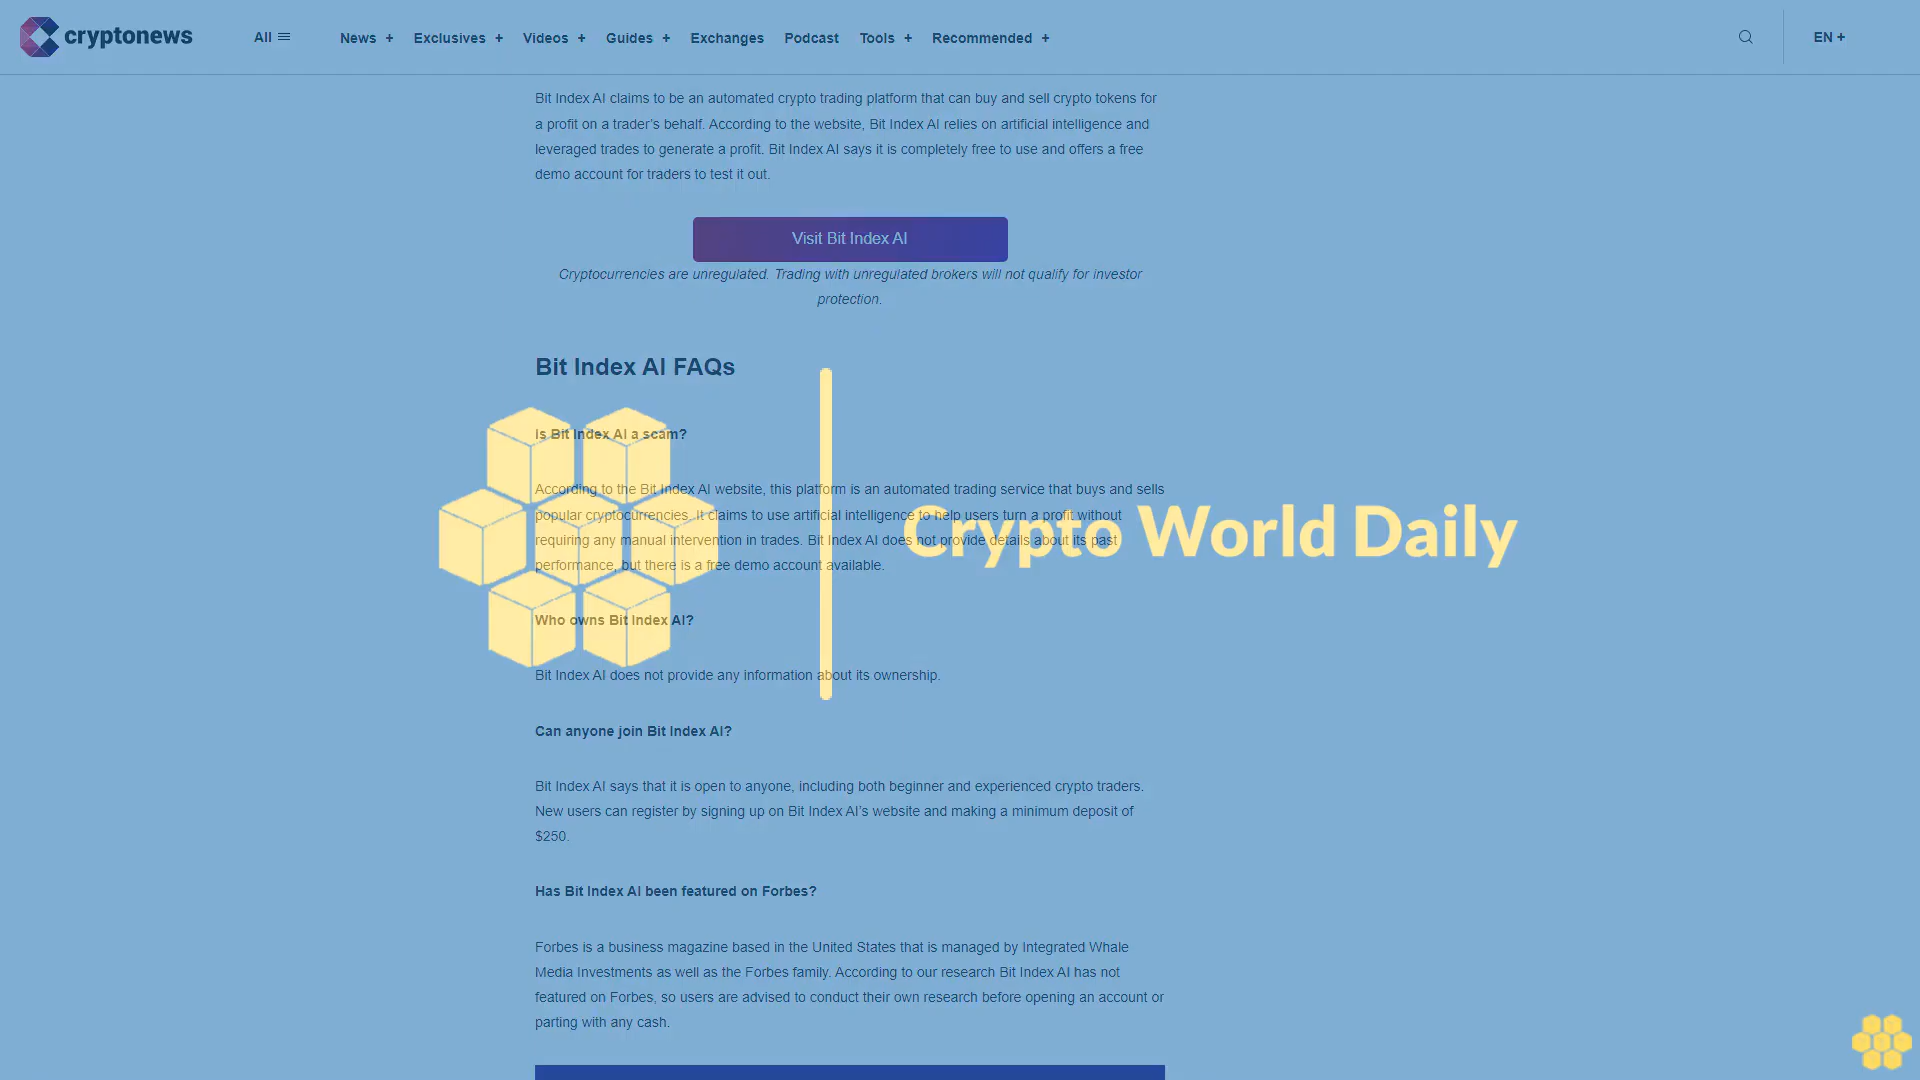 cryptonews All News + Exclusives + Videos + Guides + Exchanges Podcast Tools + Recommended + EN +
Bit Index AI claims to be an automated crypto trading platform that can buy and sell crypto tokens for
a profit on a trader's behalf. According to the website, Bit Index AI relies on artificial intelligence and
leveraged trades to generate a profit. Bit Index AI says it is completely free to use and offers a free
demo account for traders to test it out.
Visit Bit Index AI
Cryptocurrencies are unregulated. Trading with unregulated brokers will not qualify for investor
protection.
Bit Index AI FAQs
Is Bit Index AI a scam?
According to the Bit Index AI website, this platform is an automated trading service that buys and sells
popular cryptocurrencies. It claims to use artificial intelligence to help users turn a profit without
requiring any manual intervention in trades. Bit Index AI does not provide details about its past
performance, but there is a free demo account available.
Crypto World Daily
Who owns Bit Index AI?
Bit Index AI does not provide any information about its ownership.
Can anyone join Bit Index AI?
Bit Index AI says that it is open to anyone, including both beginner and experienced crypto traders.
New users can register by signing up on Bit Index AI's website and making a minimum deposit of
$250.
Has Bit Index AI been featured on Forbes?
Forbes is a business magazine based in the United States that is managed by Integrated Whale
Media Investments as well as the Forbes family. According to our research Bit Index AI has not
featured on Forbes, so users are advised to conduct their own research before opening an account or
parting with any cash.